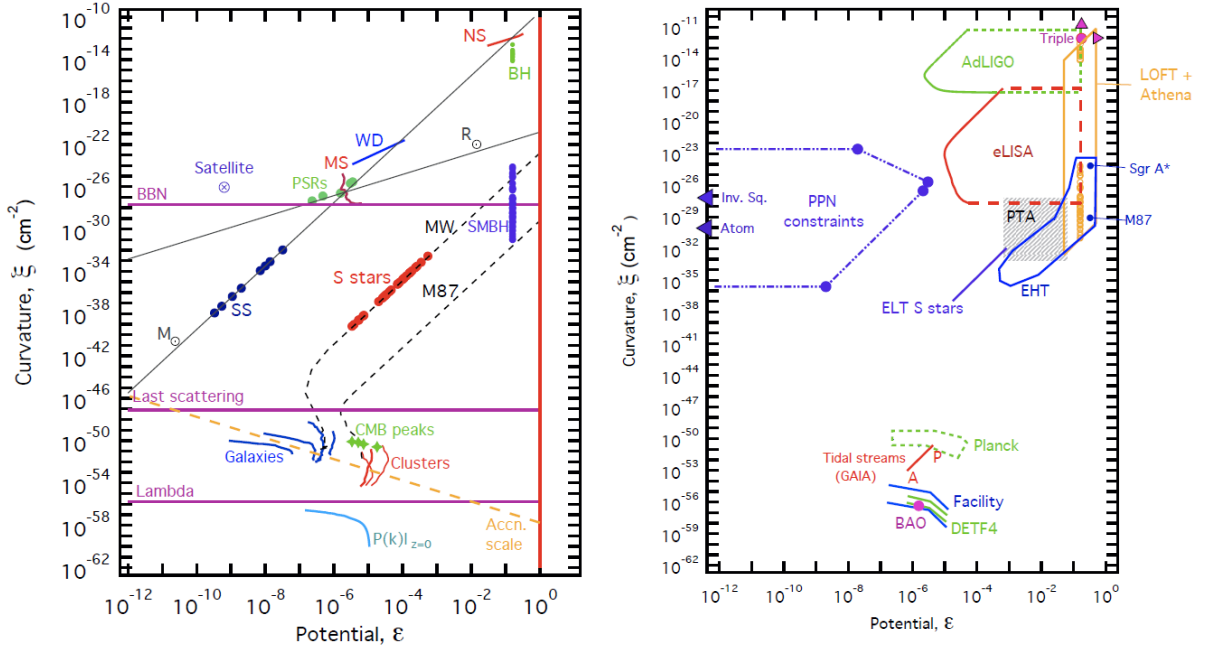 10^-10
10^-14
10^-18
10^-22
10^-26
10^-30
10^-34
10^-38
10^-42
10^-46
10^-50
10^-54
10^-58
10^-62
Curvature, ξ (cm^-2)
NS
BH
R☉
WD
MS
Satellite
PSRs
BBN
MW
SMBH
S stars
M87
SS
M☉
Last scattering
CMB peaks
Galaxies
Clusters
Lambda
Accn.
scale
P(k)|z=0
10^-12 10^-10 10^-8 10^-6 10^-4 10^-2 10^0
Potential, ε
10^-11
10^-14
10^-17
10^-20
10^-23
10^-26
10^-29
10^-32
10^-35
10^-38
10^-41
10^-44
10^-47
10^-50
10^-53
10^-56
10^-59
10^-62
Curvature, ξ (cm^-2)
Triple
AdLIGO
LOFT +
Athena
eLISA
Sgr A*
Inv. Sq.
PPN
constraints
PTA
M87
Atom
EHT
ELT S stars
Planck
Tidal streams
(GAIA)
P
A
Facility
BAO
DETF4
10^-12 10^-10 10^-8 10^-6 10^-4 10^-2 10^0
Potential, ε